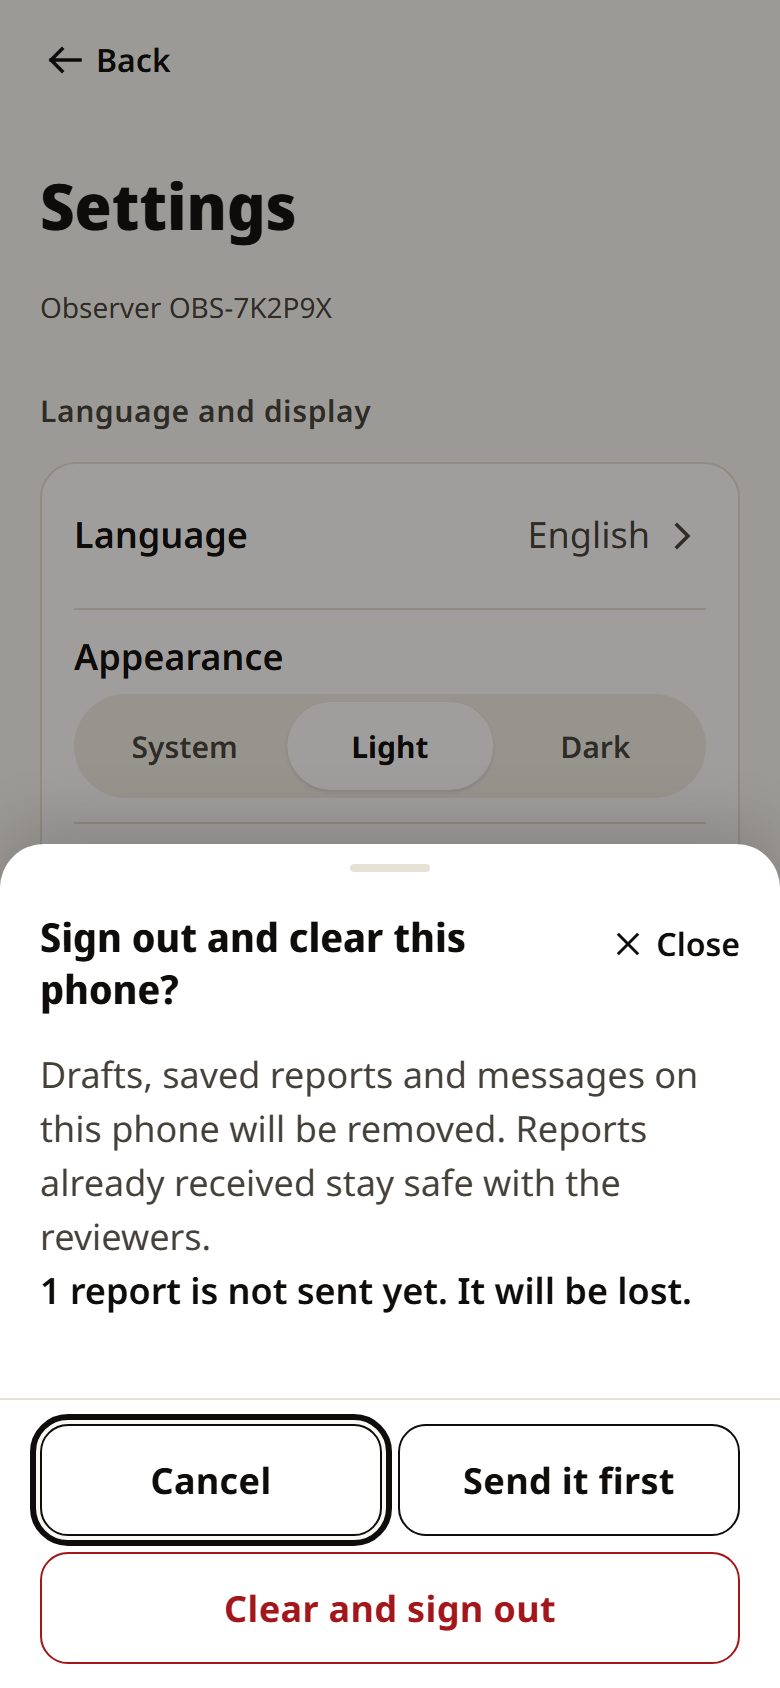 Back
Settings
Observer OBS-7K2P9X
Language and display
Language English
Appearance
System Light Dark
Sign out and clear this
phone?
Close
Drafts, saved reports and messages on
this phone will be removed. Reports
already received stay safe with the
reviewers.
1 report is not sent yet. It will be lost.
Cancel Send it first
Clear and sign out